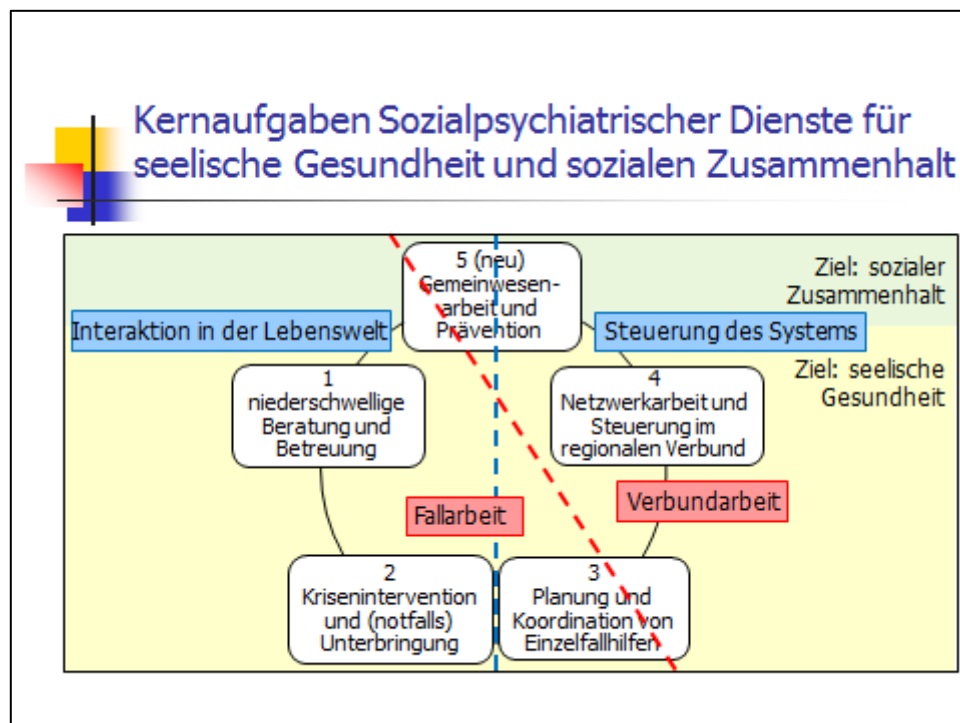 Kernaufgaben Sozialpsychiatrischer Dienste für
seelische Gesundheit und sozialen Zusammenhalt
5 (neu)
Gemeinwesen-
arbeit und
Prävention
Ziel: sozialer
Zusammenhalt
Interaktion in der Lebenswelt
Steuerung des Systems
Ziel: seelische
Gesundheit
1
niederschwellige
Beratung und
Betreuung
4
Netzwerkarbeit und
Steuerung im
regionalen Verbund
Fallarbeit
Verbundarbeit
2
Krisenintervention
und (notfalls)
Unterbringung
3
Planung und
Koordination von
Einzelfallhilfen